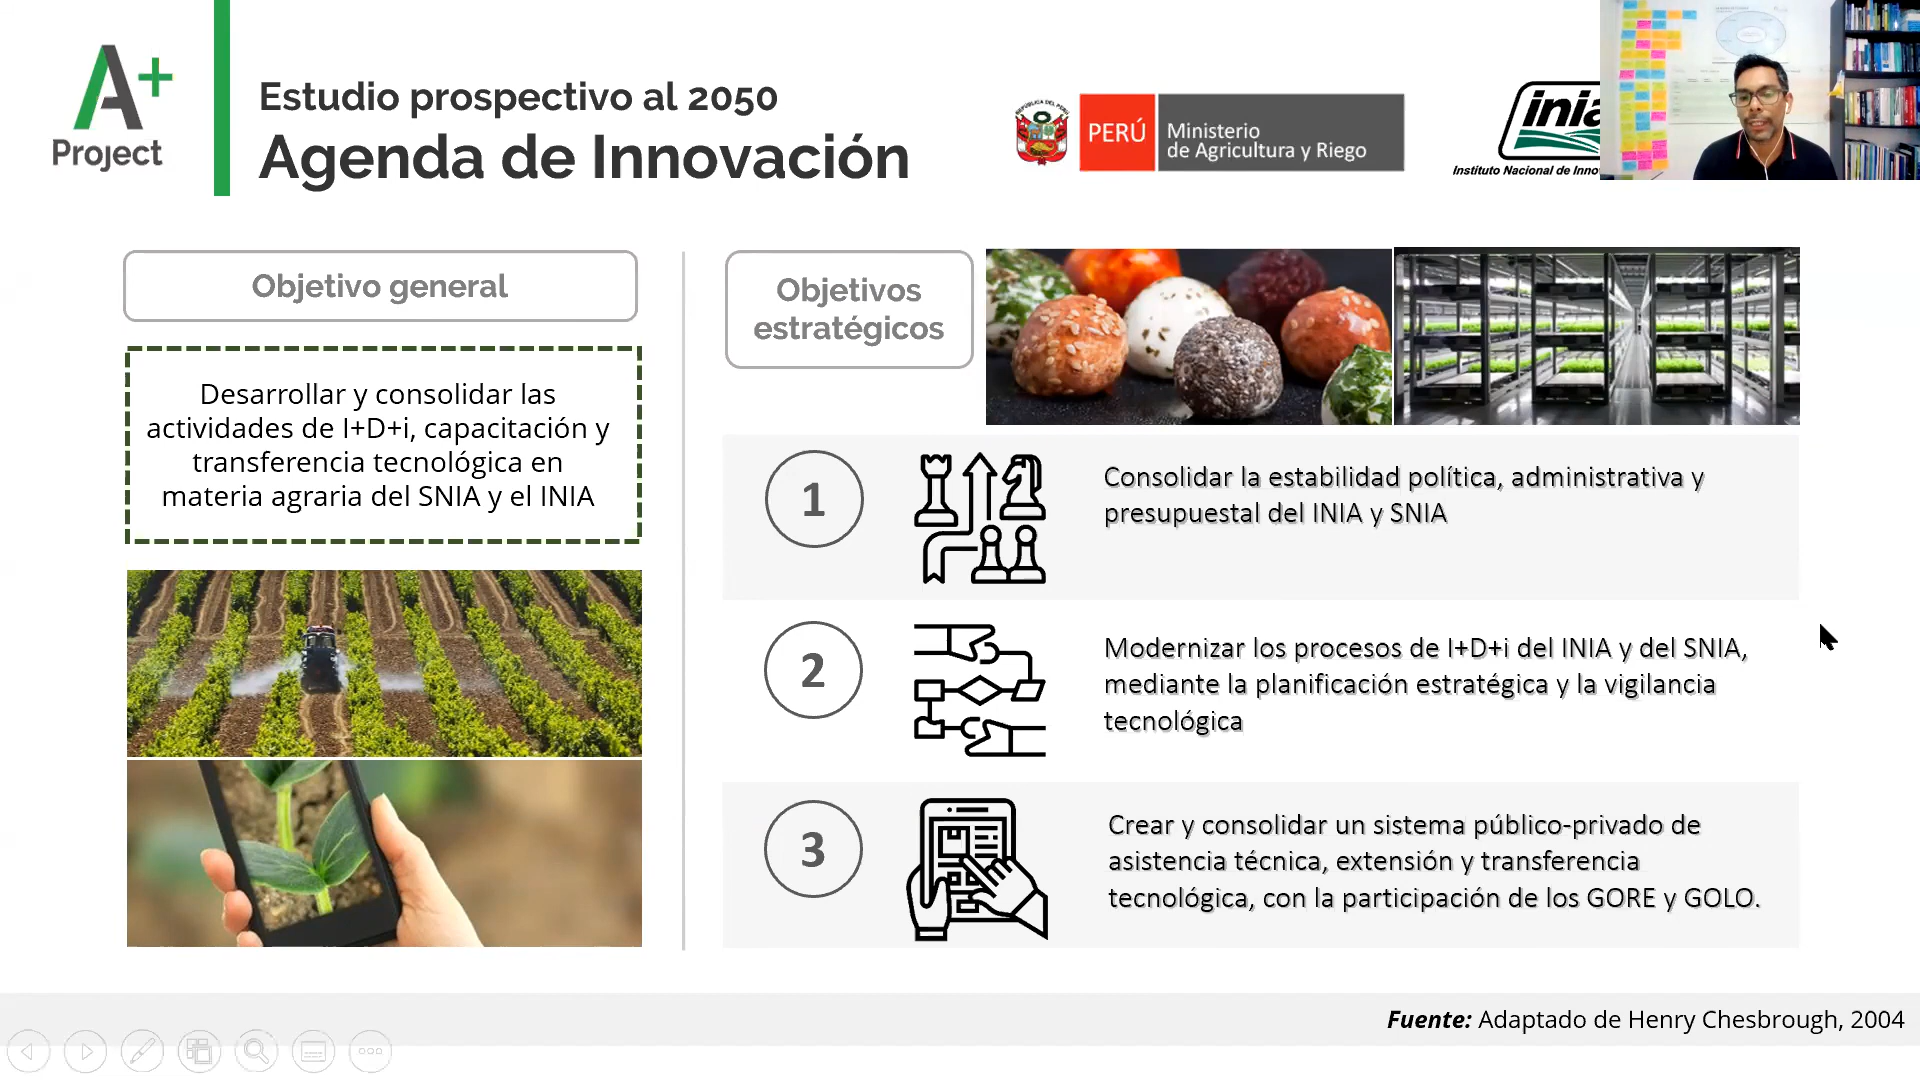 A+
Project
Estudio prospectivo al 2050
Agenda de Innovación
REPÚBLICA DEL PERÚ
PERÚ
Ministerio
de Agricultura y Riego
inia
Instituto Nacional de Inno
Objetivo general
Desarrollar y consolidar las
actividades de I+D+i, capacitación y
transferencia tecnológica en
materia agraria del SNIA y el INIA
Objetivos
estratégicos
1
Consolidar la estabilidad política, administrativa y
presupuestal del INIA y SNIA
2
Modernizar los procesos de I+D+i del INIA y del SNIA,
mediante la planificación estratégica y la vigilancia
tecnológica
3
Crear y consolidar un sistema público-privado de
asistencia técnica, extensión y transferencia
tecnológica, con la participación de los GORE y GOLO.
Fuente: Adaptado de Henry Chesbrough, 2004